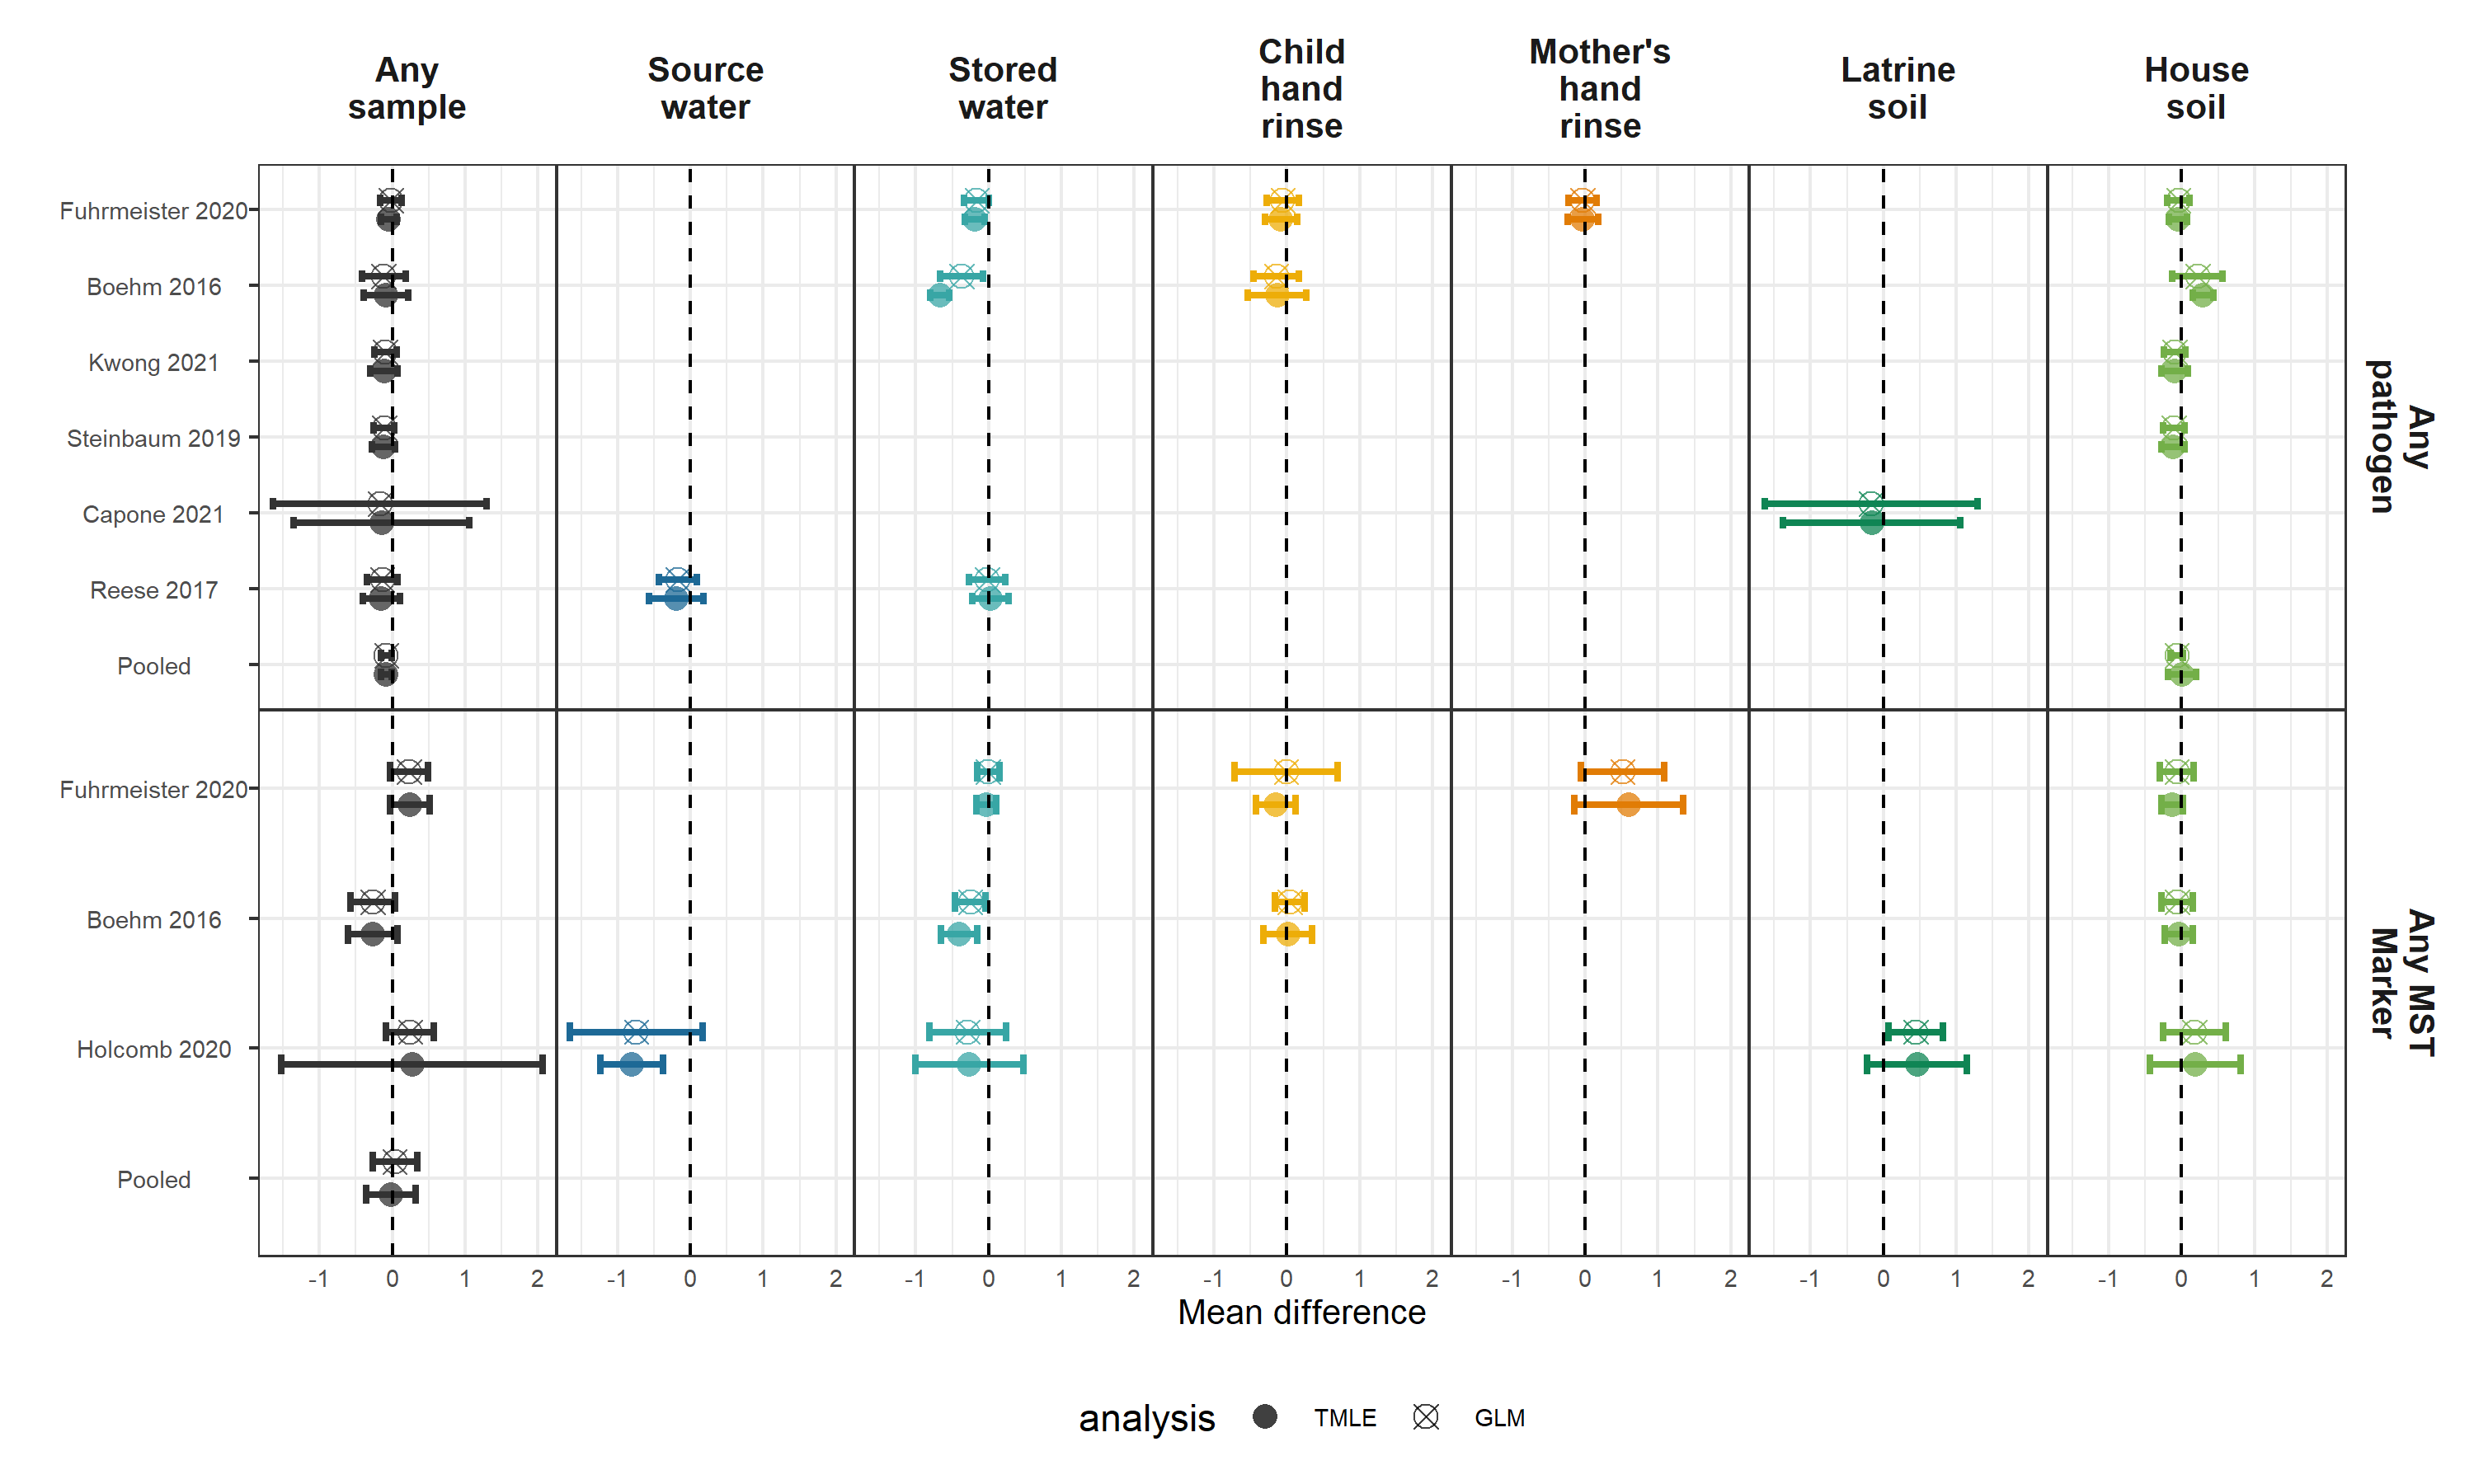 Any
sample
Source
water
Stored
water
Child
hand
rinse
Mother's
hand
rinse
Latrine
soil
House
soil
Fuhrmeister 2020
Boehm 2016
Kwong 2021
Steinbaum 2019
Capone 2021
Reese 2017
Pooled
Any
pathogen
Fuhrmeister 2020
Boehm 2016
Holcomb 2020
Pooled
Any MST
Marker
-1 0 1 2
-1 0 1 2
-1 0 1 2
-1 0 1 2
-1 0 1 2
-1 0 1 2
-1 0 1 2
Mean difference
analysis TMLE GLM